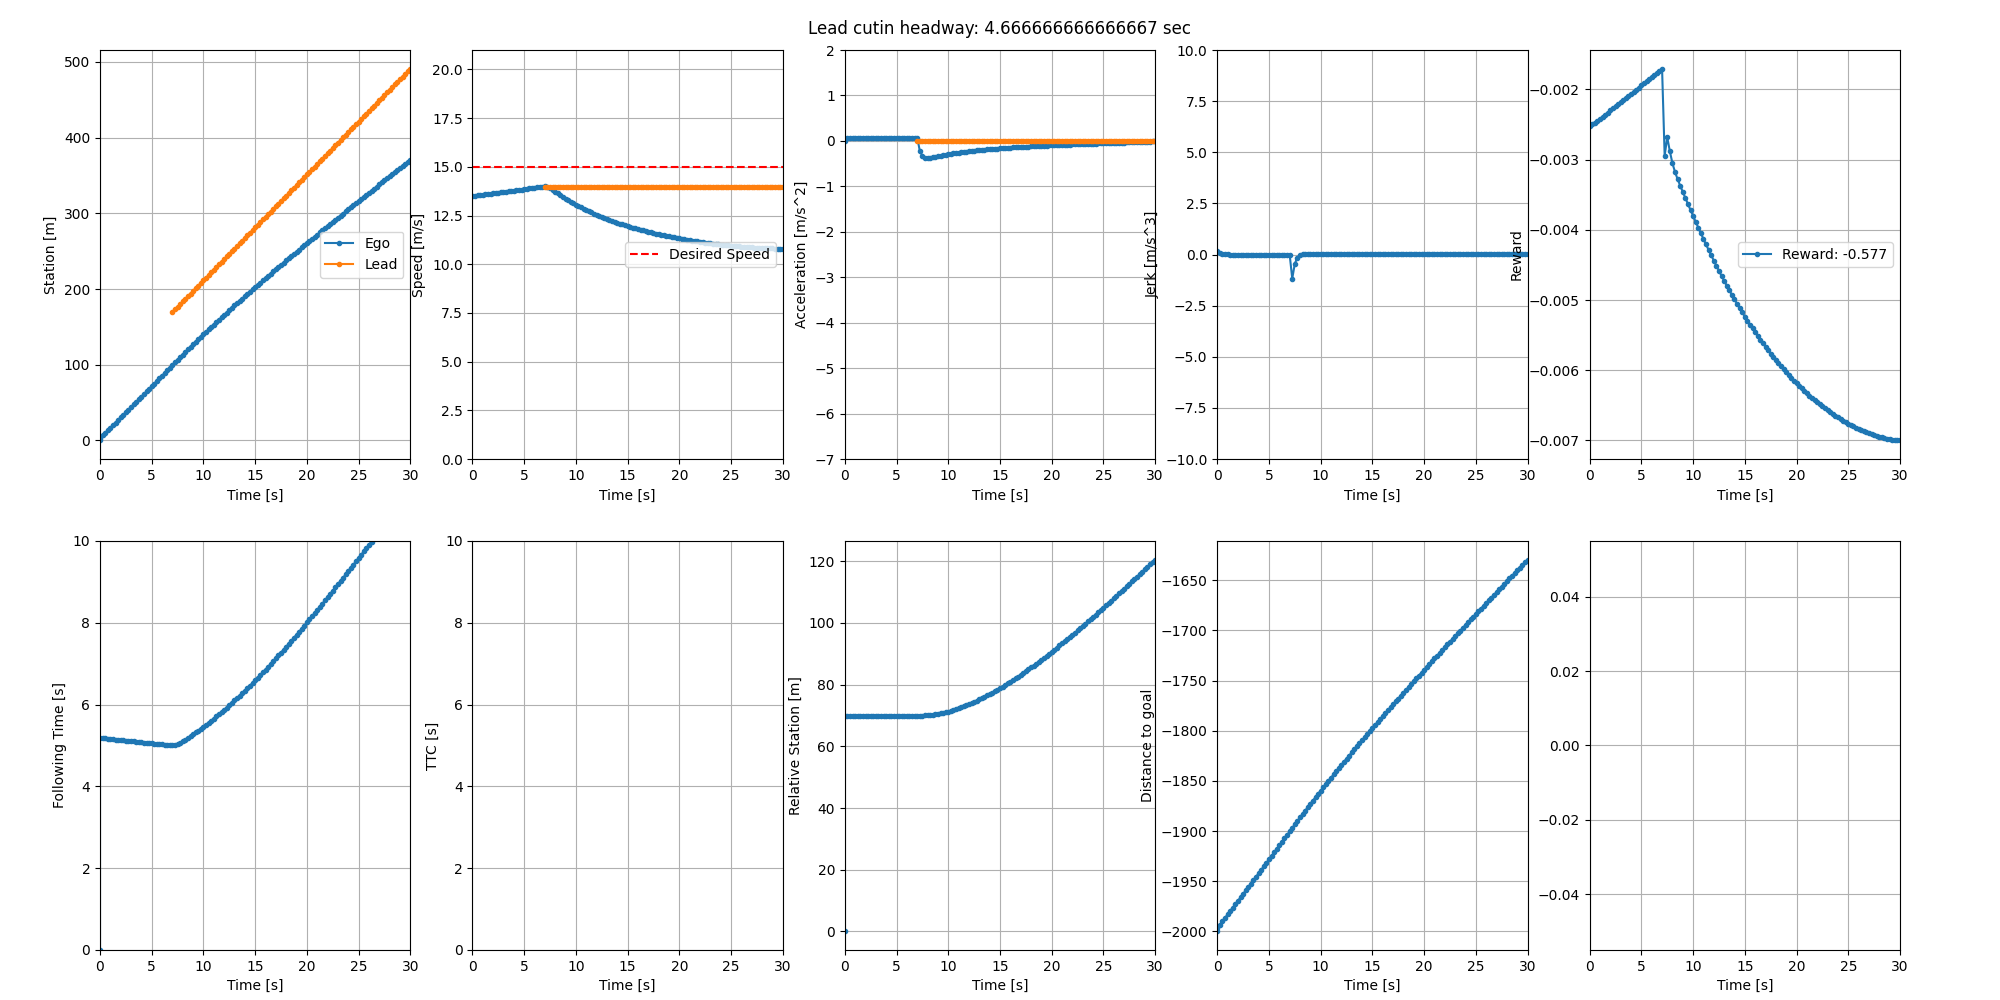 Lead cutin headway: 4.666666666666667 sec
500
400
300
200
100
0
Station [m]
Ego
Lead
0 5 10 15 20 25 30
Time [s]
20.0
17.5
15.0
12.5
10.0
7.5
5.0
2.5
0.0
Speed [m/s]
Desired Speed
0 5 10 15 20 25 30
Time [s]
2
1
0
−1
−2
−3
−4
−5
−6
−7
Acceleration [m/s^2]
0 5 10 15 20 25 30
Time [s]
10.0
7.5
5.0
2.5
0.0
−2.5
−5.0
−7.5
−10.0
Jerk [m/s^3]
0 5 10 15 20 25 30
Time [s]
−0.002
−0.003
−0.004
−0.005
−0.006
−0.007
Reward
Reward: -0.577
0 5 10 15 20 25 30
Time [s]
10
8
6
4
2
0
Following Time [s]
0 5 10 15 20 25 30
Time [s]
10
8
6
4
2
0
TTC [s]
0 5 10 15 20 25 30
Time [s]
120
100
80
60
40
20
0
Relative Station [m]
0 5 10 15 20 25 30
Time [s]
−1650
−1700
−1750
−1800
−1850
−1900
−1950
−2000
Distance to goal
0 5 10 15 20 25 30
Time [s]
0.04
0.02
0.00
−0.02
−0.04
0 5 10 15 20 25 30
Time [s]